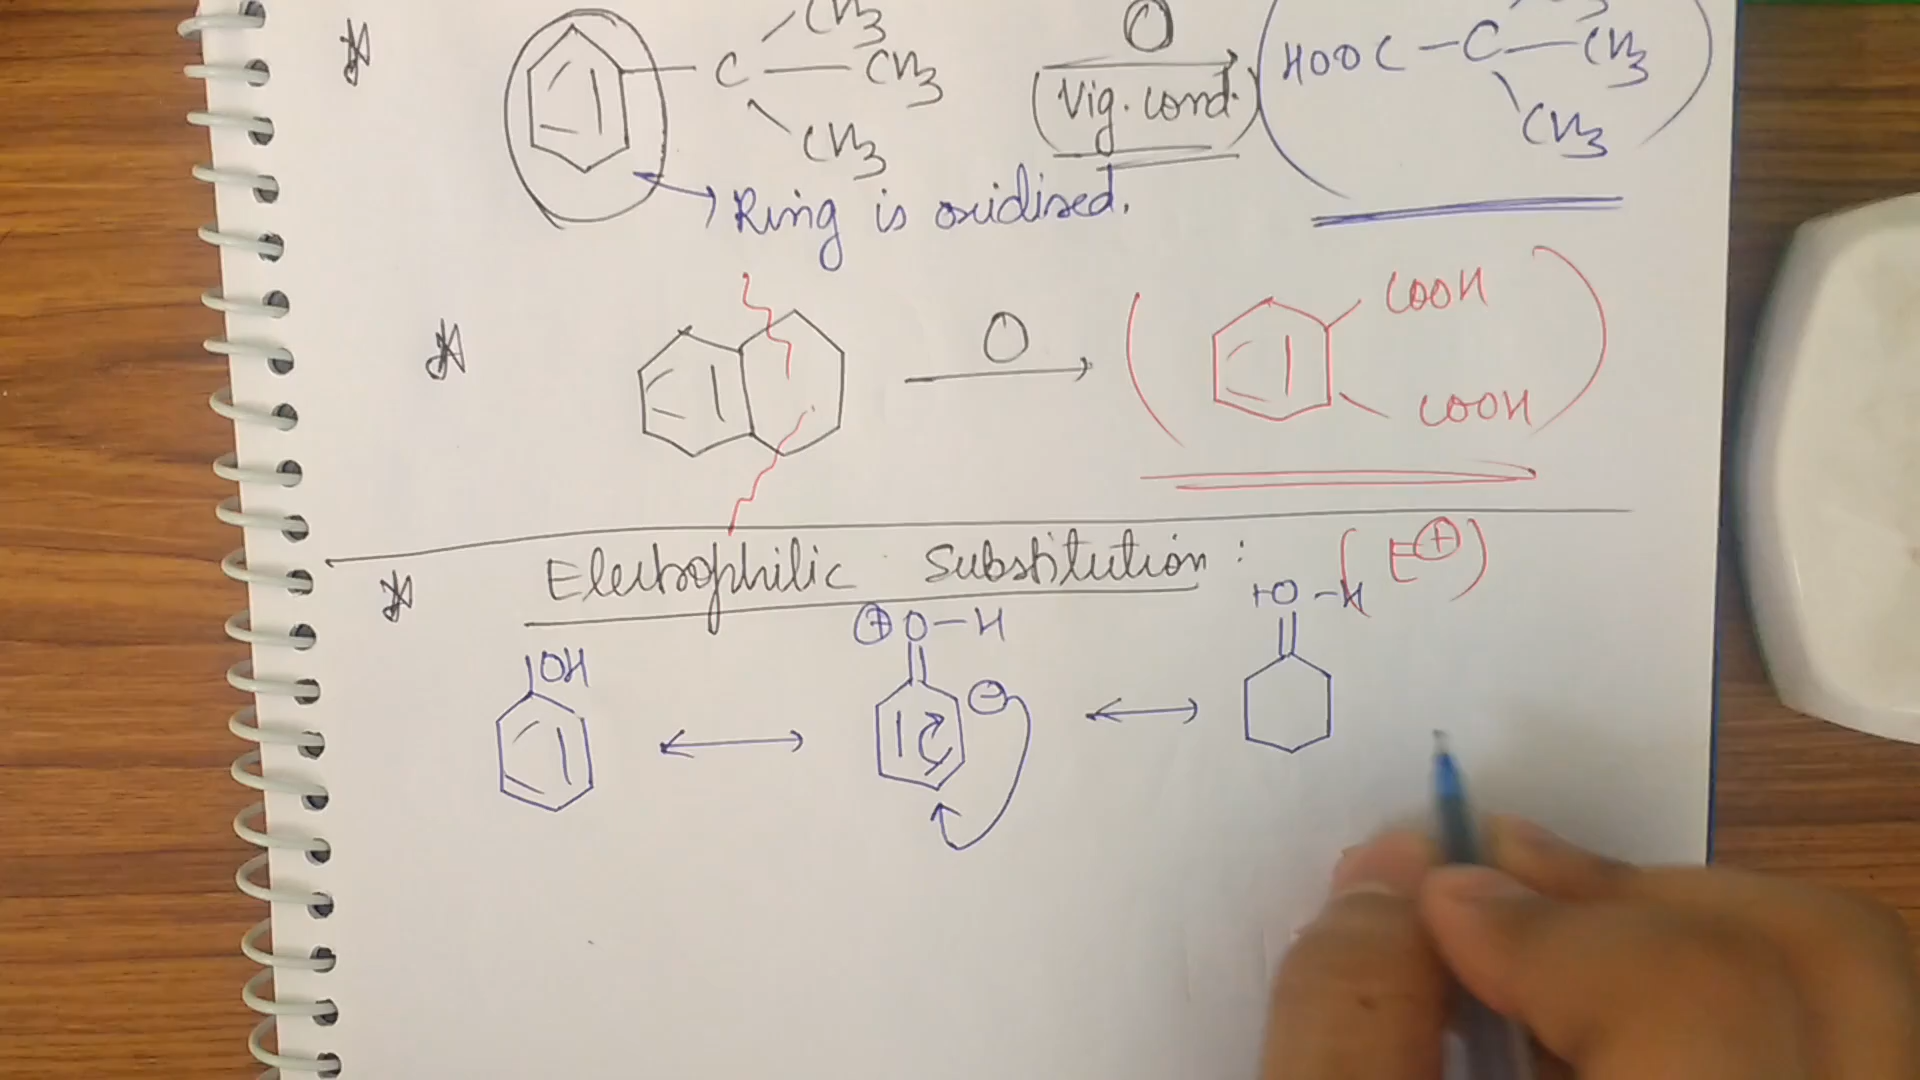 CH3
C — CH3
CH3
O
(Vig. cond.)
HOOC — C — CH3
CH3
Ring is oxidised.
O
COOH
COOH
Electrophilic Substitution : (E⊕)
OH
⊕O—H
⊖
+O—H